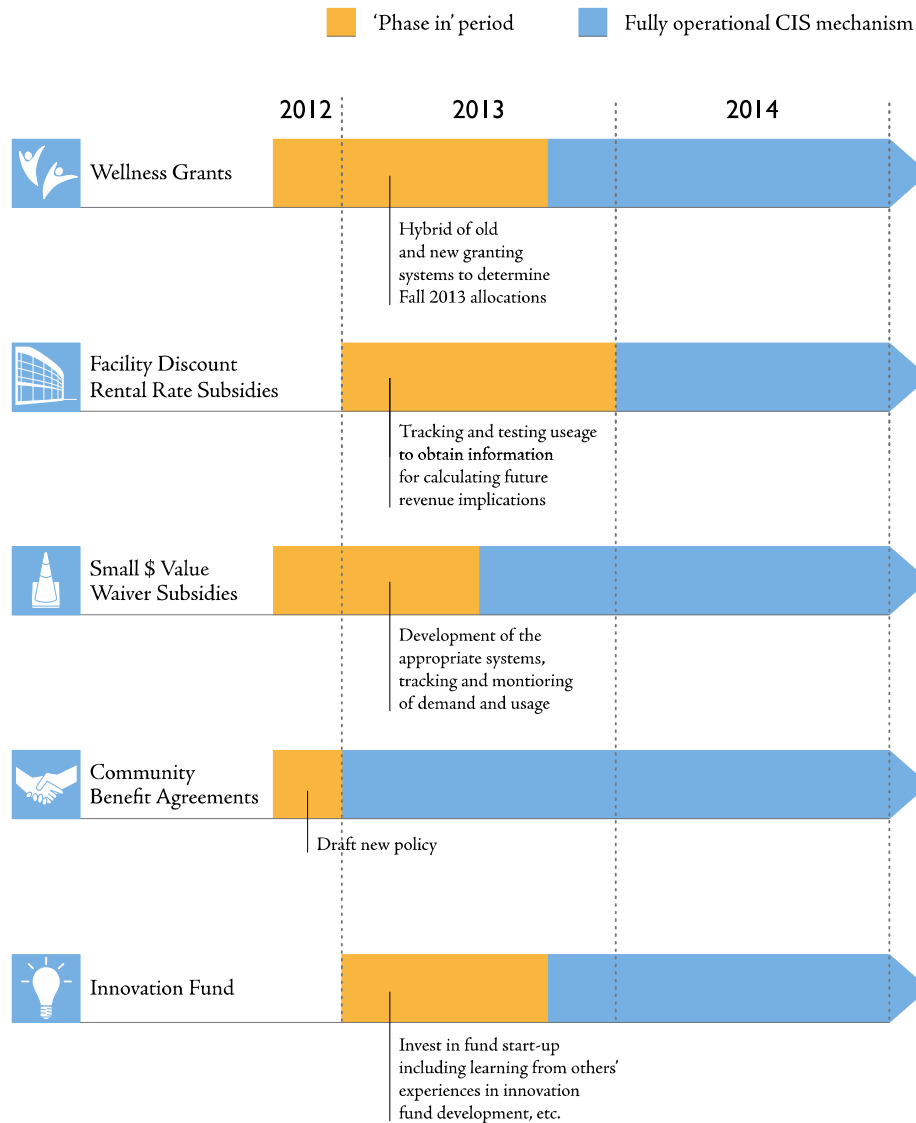 ‘Phase in’ period
Fully operational CIS mechanism
2012
2013
2014
Wellness Grants
Hybrid of old
and new granting
systems to determine
Fall 2013 allocations
Facility Discount
Rental Rate Subsidies
Tracking and testing useage
to obtain information
for calculating future
revenue implications
Small $ Value
Waiver Subsidies
Development of the
appropriate systems,
tracking and montioring
of demand and usage
Community
Benefit Agreements
Draft new policy
Innovation Fund
Invest in fund start-up
including learning from others’
experiences in innovation
fund development, etc.